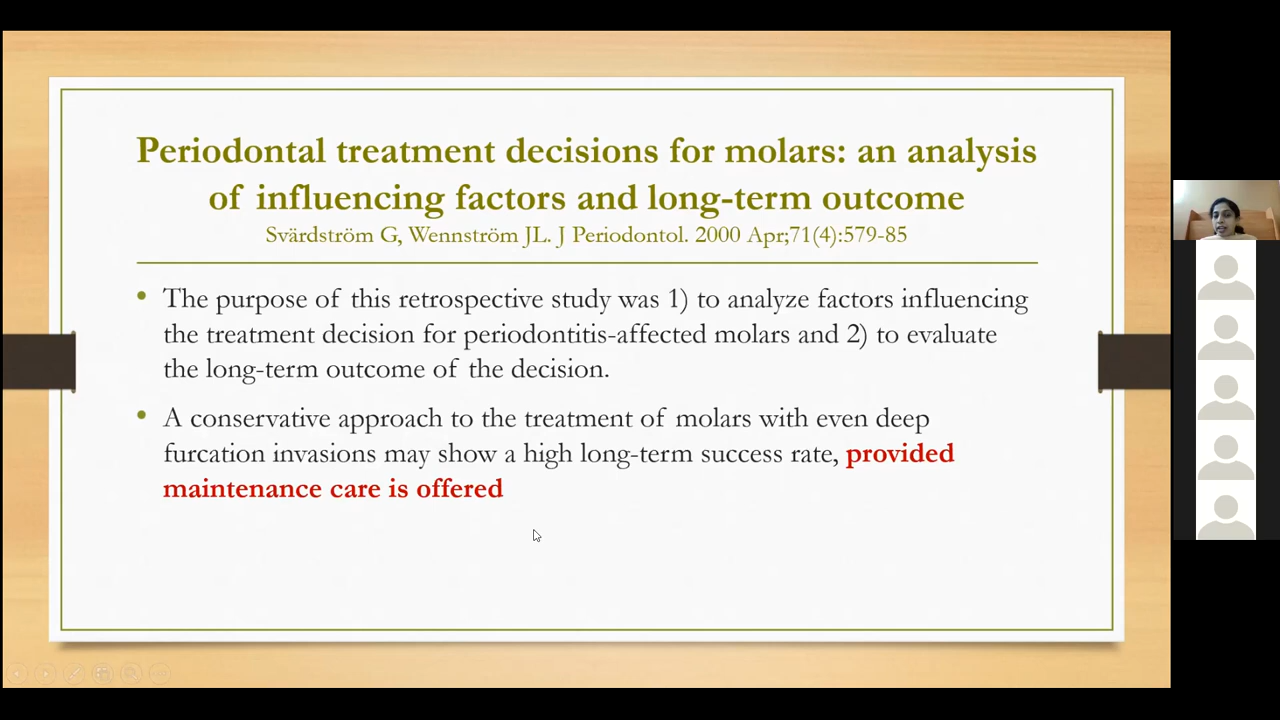 Periodontal treatment decisions for molars: an analysis
of influencing factors and long-term outcome
Svärdström G, Wennström JL. J Periodontol. 2000 Apr;71(4):579-85
• The purpose of this retrospective study was 1) to analyze factors influencing
the treatment decision for periodontitis-affected molars and 2) to evaluate
the long-term outcome of the decision.
• A conservative approach to the treatment of molars with even deep
furcation invasions may show a high long-term success rate, provided
maintenance care is offered